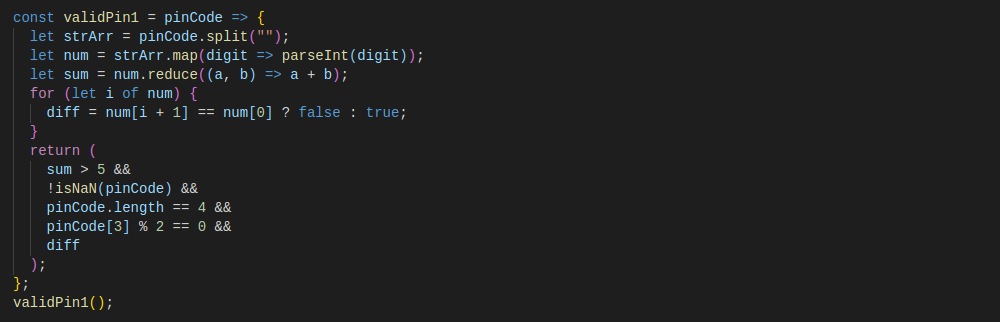 const validPin1 = pinCode => {
  let strArr = pinCode.split("");
  let num = strArr.map(digit => parseInt(digit));
  let sum = num.reduce((a, b) => a + b);
  for (let i of num) {
    diff = num[i + 1] == num[0] ? false : true;
  }
  return (
    sum > 5 &&
    !isNaN(pinCode) &&
    pinCode.length == 4 &&
    pinCode[3] % 2 == 0 &&
    diff
  );
};
validPin1();